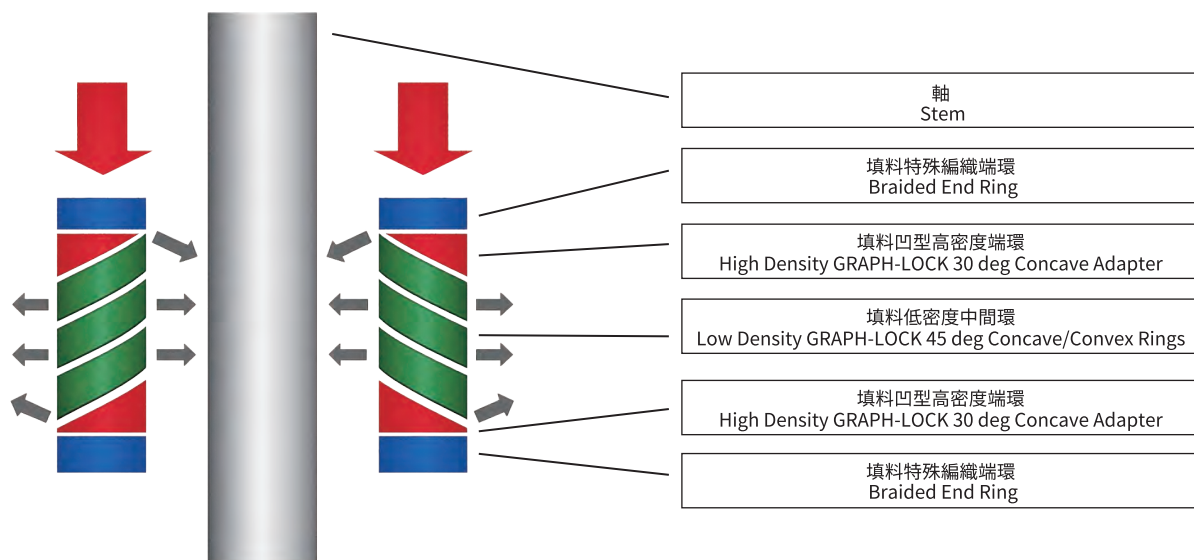 軸
Stem
填料特殊編織端環
Braided End Ring
填料凹型高密度端環
High Density GRAPH-LOCK 30 deg Concave Adapter
填料低密度中間環
Low Density GRAPH-LOCK 45 deg Concave/Convex Rings
填料凹型高密度端環
High Density GRAPH-LOCK 30 deg Concave Adapter
填料特殊編織端環
Braided End Ring